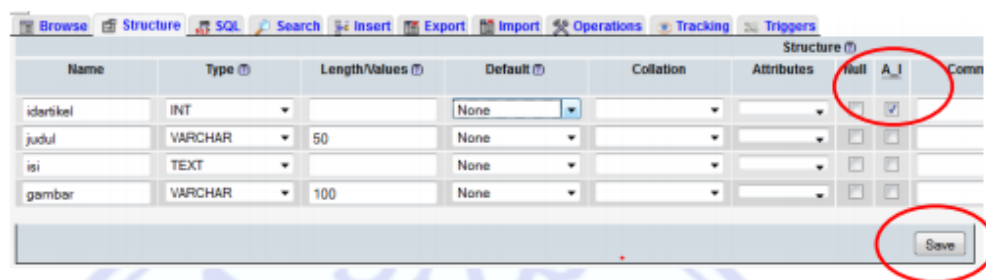 Browse Structure SQL Search Insert Export Import Operations Tracking Triggers
Structure
Name Type Length/Values Default Collation Attributes Null A_I Comm
idartikel INT None
judul VARCHAR 50 None
isi TEXT None
gambar VARCHAR 100 None
Save